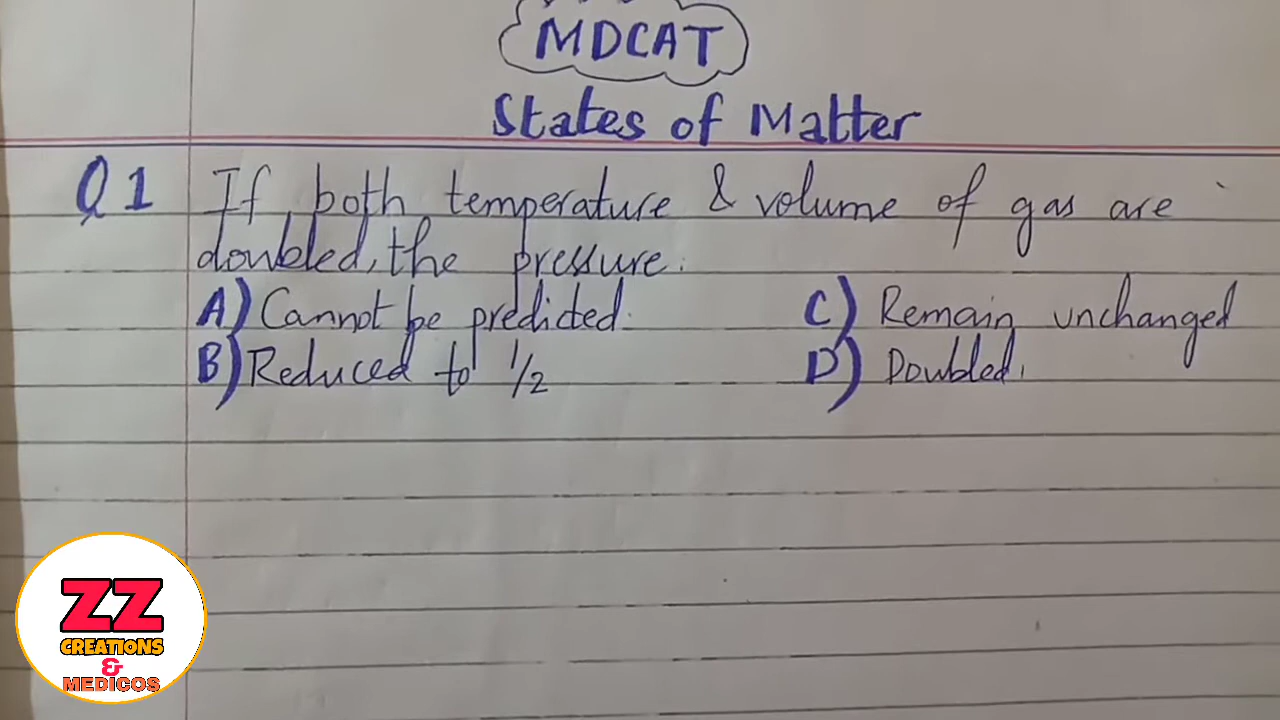 MDCAT
States of Matter
Q1 If both temperature & volume of gas are
doubled, the pressure.
A) Cannot be predicted. C) Remain unchanged
B) Reduced to 1/2 D) Doubled.
ZZ
CREATIONS
&
MEDICOS